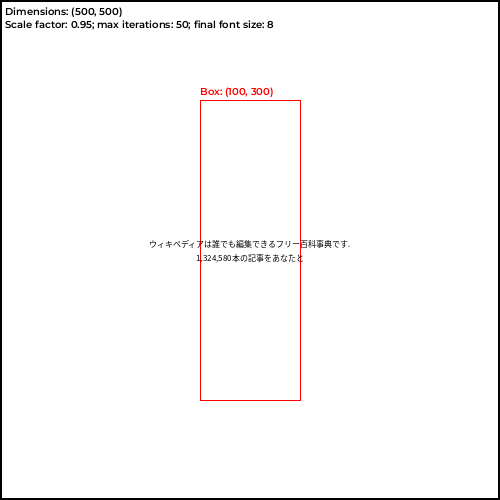 Dimensions: (500, 500)
Scale factor: 0.95; max iterations: 50; final font size: 8
Box: (100, 300)
ウィキペディアは誰でも編集できるフリー百科事典です.
1,324,580本の記事をあなたと